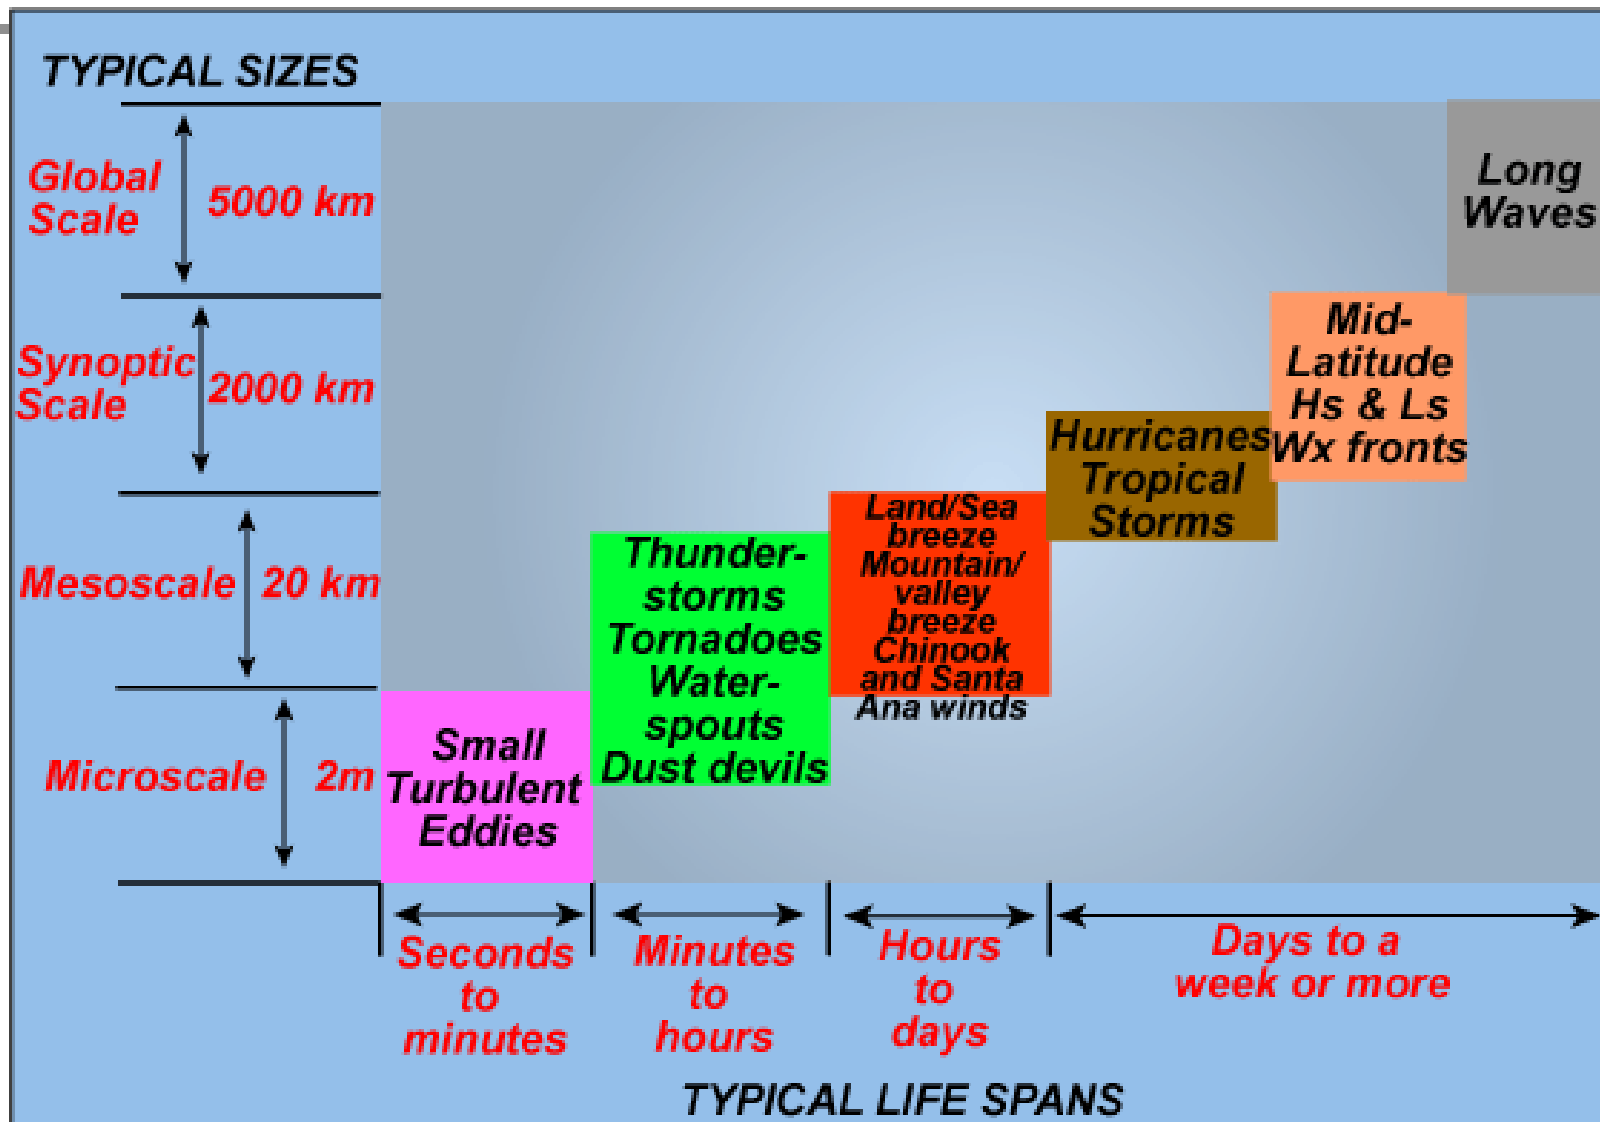 TYPICAL SIZES
Global
Scale
5000 km
Long
Waves
Synoptic
Scale
2000 km
Mid-
Latitude
Hs & Ls
Wx fronts
Hurricanes
Tropical
Storms
Mesoscale
20 km
Land/Sea
breeze
Mountain/
valley
breeze
Chinook
and Santa
Ana winds
Thunder-
storms
Tornadoes
Water-
spouts
Dust devils
Microscale
2m
Small
Turbulent
Eddies
Seconds
to
minutes
Minutes
to
hours
Hours
to
days
Days to a
week or more
TYPICAL LIFE SPANS